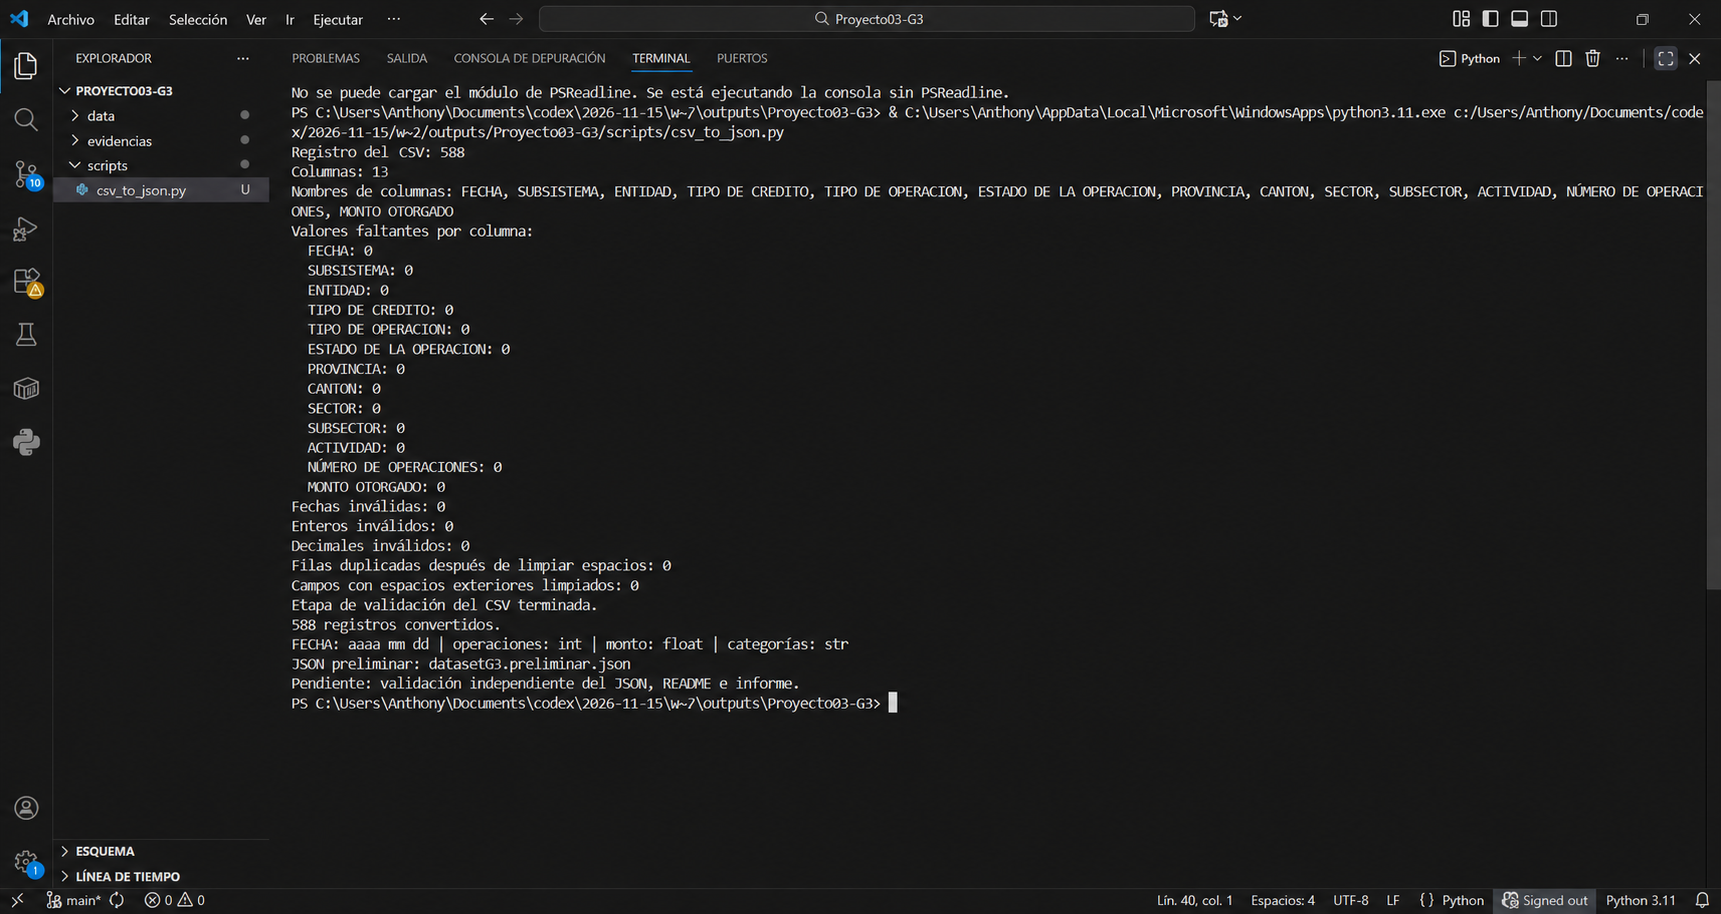 Archivo Editar Selección Ver Ir Ejecutar ···
Proyecto03-G3
EXPLORADOR ···
PROYECTO03-G3
data
evidencias
scripts
csv_to_json.py U
10
1
ESQUEMA
LÍNEA DE TIEMPO
PROBLEMAS SALIDA CONSOLA DE DEPURACIÓN TERMINAL PUERTOS
Python
No se puede cargar el módulo de PSReadline. Se está ejecutando la consola sin PSReadline.
PS C:\Users\Anthony\Documents\codex\2026-11-15\w~7\outputs\Proyecto03-G3> & C:\Users\Anthony\AppData\Local\Microsoft\WindowsApps\python3.11.exe c:/Users/Anthony/Documents/code
x/2026-11-15/w~2/outputs/Proyecto03-G3/scripts/csv_to_json.py
Registro del CSV: 588
Columnas: 13
Nombres de columnas: FECHA, SUBSISTEMA, ENTIDAD, TIPO DE CREDITO, TIPO DE OPERACION, ESTADO DE LA OPERACION, PROVINCIA, CANTON, SECTOR, SUBSECTOR, ACTIVIDAD, NÚMERO DE OPERACI
ONES, MONTO OTORGADO
Valores faltantes por columna:
FECHA: 0
SUBSISTEMA: 0
ENTIDAD: 0
TIPO DE CREDITO: 0
TIPO DE OPERACION: 0
ESTADO DE LA OPERACION: 0
PROVINCIA: 0
CANTON: 0
SECTOR: 0
SUBSECTOR: 0
ACTIVIDAD: 0
NÚMERO DE OPERACIONES: 0
MONTO OTORGADO: 0
Fechas inválidas: 0
Enteros inválidos: 0
Decimales inválidos: 0
Filas duplicadas después de limpiar espacios: 0
Campos con espacios exteriores limpiados: 0
Etapa de validación del CSV terminada.
588 registros convertidos.
FECHA: aaaa mm dd | operaciones: int | monto: float | categorías: str
JSON preliminar: datasetG3.preliminar.json
Pendiente: validación independiente del JSON, README e informe.
PS C:\Users\Anthony\Documents\codex\2026-11-15\w~7\outputs\Proyecto03-G3>
main* 0 0 Lín. 40, col. 1 Espacios: 4 UTF-8 LF {} Python Signed out Python 3.11